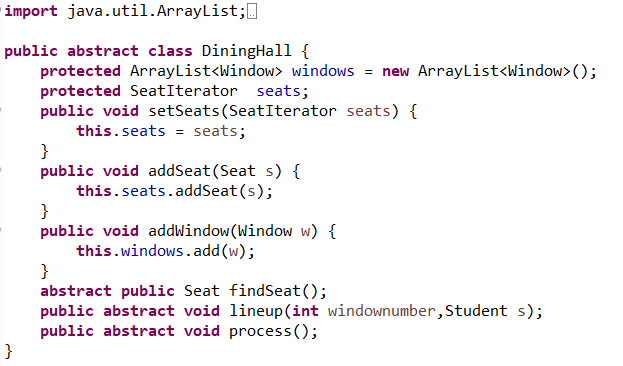 import java.util.ArrayList;
public abstract class DiningHall {
    protected ArrayList<Window> windows = new ArrayList<Window>();
    protected SeatIterator  seats;
    public void setSeats(SeatIterator seats) {
        this.seats = seats;
    }
    public void addSeat(Seat s) {
        this.seats.addSeat(s);
    }
    public void addWindow(Window w) {
        this.windows.add(w);
    }
    abstract public Seat findSeat();
    public abstract void lineup(int windownumber,Student s);
    public abstract void process();
}